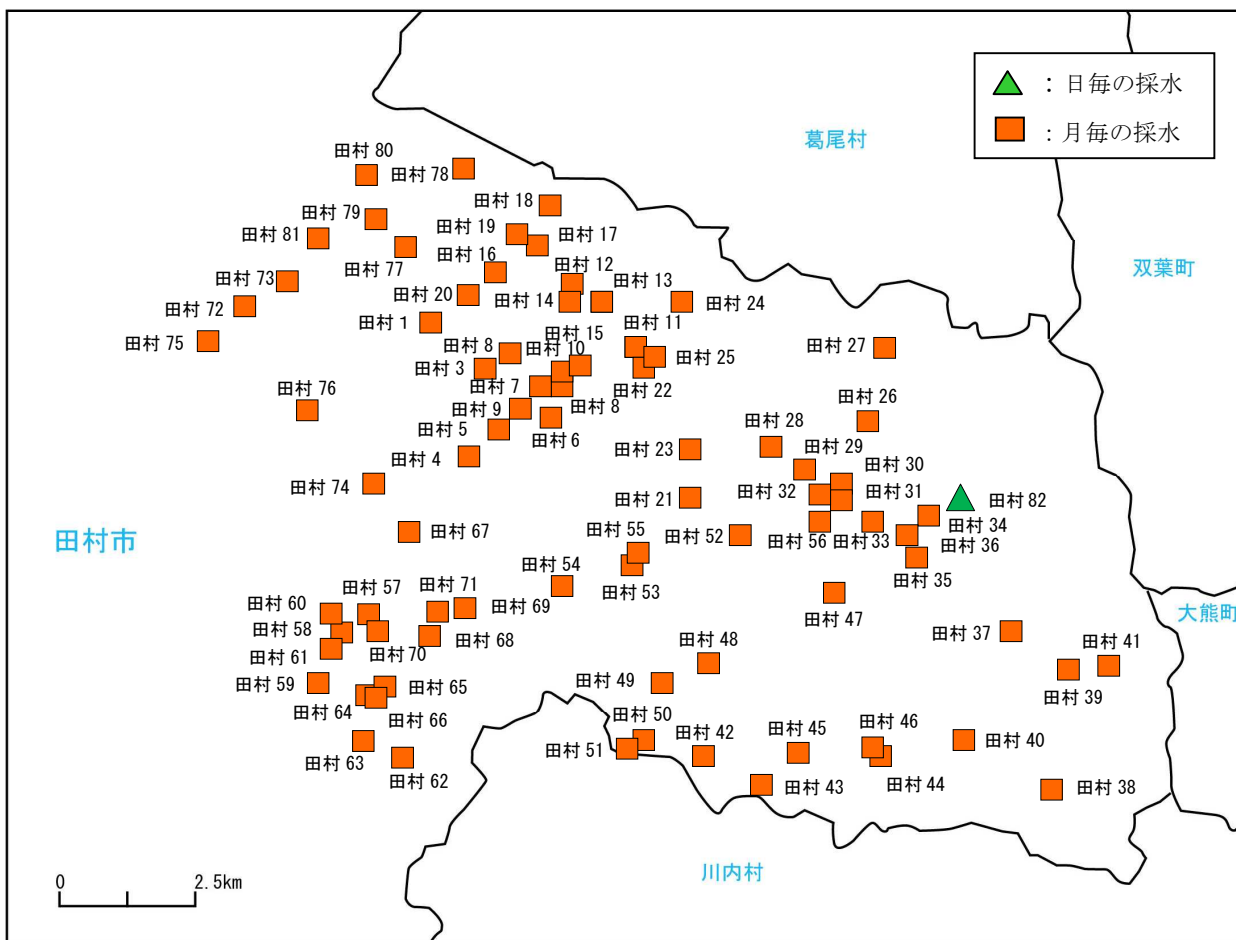 ：日毎の採水
：月毎の採水
葛尾村
双葉町
田村市
大熊町
川内村
田村 80
田村 78
田村 18
田村 79
田村 19
田村 17
田村 81
田村 16
田村 77
田村 12
田村 13
田村 73
田村 20
田村 14
田村 24
田村 72
田村 1
田村 15
田村 11
田村 75
田村 8
田村 10
田村 25
田村 27
田村 3
田村 7
田村 22
田村 76
田村 9
田村 8
田村 26
田村 5
田村 6
田村 28
田村 4
田村 23
田村 29
田村 30
田村 74
田村 21
田村 32
田村 31
田村 82
田村 67
田村 55
田村 52
田村 56
田村 33
田村 34
田村 36
田村 54
田村 53
田村 35
田村 57
田村 71
田村 60
田村 69
田村 47
田村 58
田村 70
田村 68
田村 37
田村 41
田村 61
田村 48
田村 39
田村 59
田村 65
田村 49
田村 64
田村 66
田村 50
田村 42
田村 45
田村 46
田村 40
田村 51
田村 63
田村 62
田村 43
田村 44
田村 38
0
2.5km